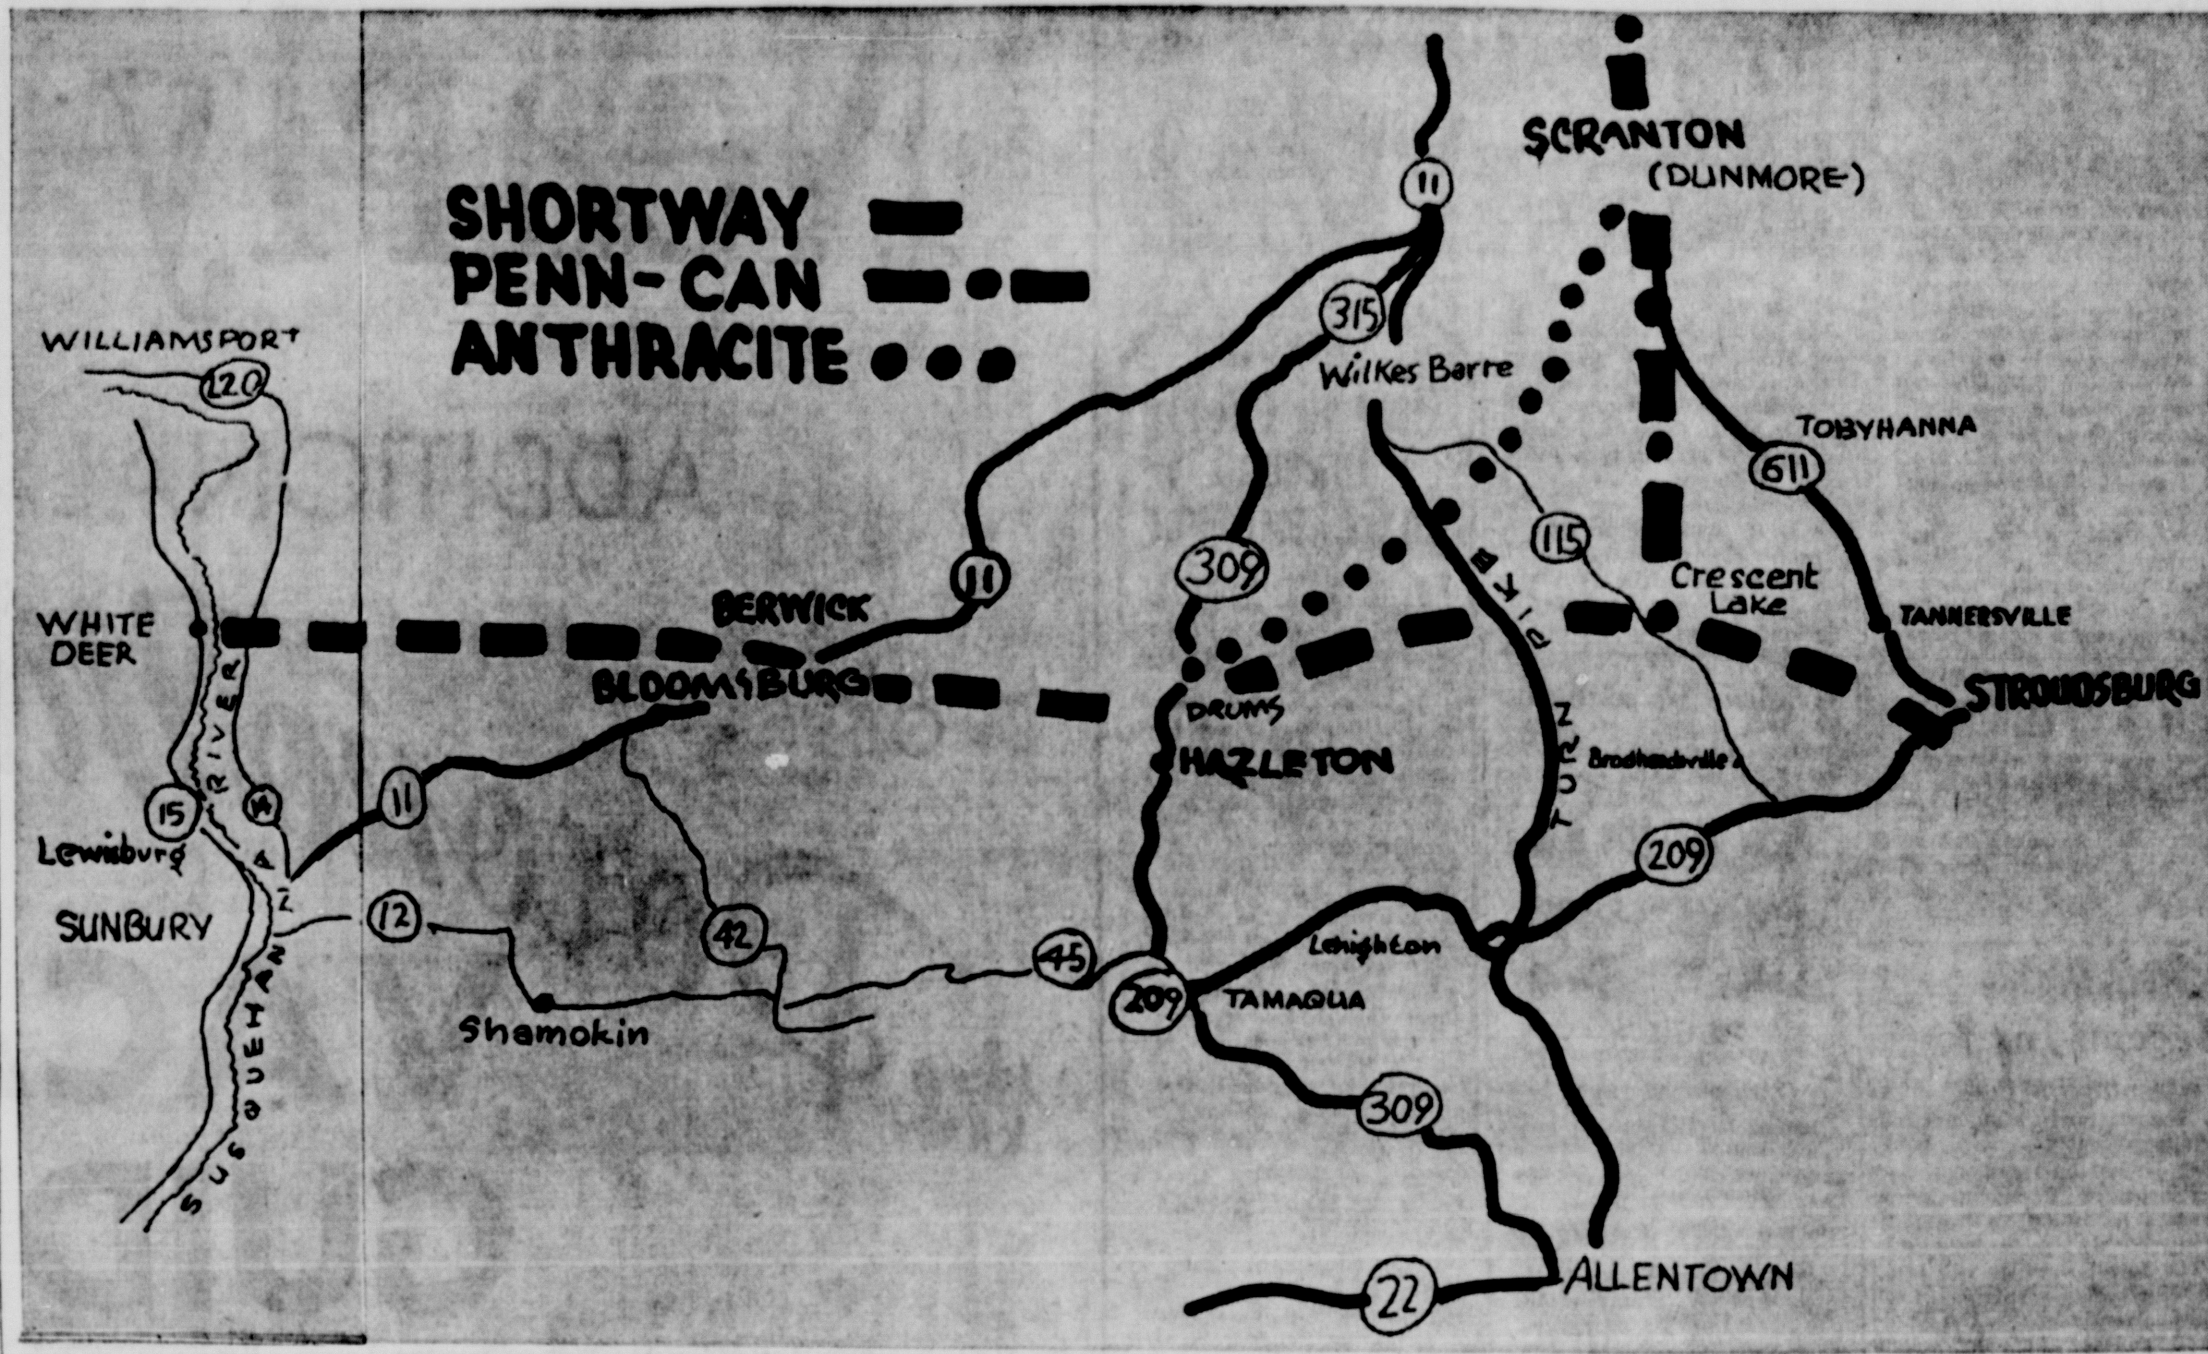 SCRANTON
(DUNMORE)
11
SHORTWAY
PENN-CAN
ANTHRACITE
315
WILLIAMSPORT
220
Wilkes Barre
TOBYHANNA
611
115
309
11
PIKE
Crescent
Lake
BERWICK
WHITE
DEER
TANNERSVILLE
BLOOMSBURG
STROUDSBURG
DRUMS
HAZLETON
TURN
Brodheadsville
RIVER
15
14
11
Lewisburg
209
SUNBURY
12
42
45
Lehighton
209
TAMAQUA
Shamokin
SUSQUEHANNA
309
22
ALLENTOWN